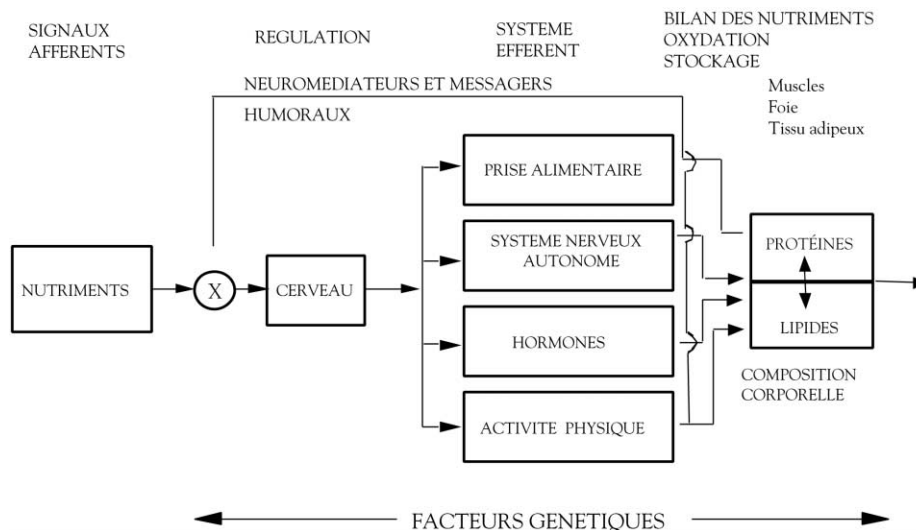 SIGNAUX
AFFERENTS
REGULATION
SYSTEME
EFFERENT
BILAN DES NUTRIMENTS
OXYDATION
STOCKAGE
Muscles
Foie
Tissu adipeux
NEUROMEDIATEURS ET MESSAGERS
HUMORAUX
NUTRIMENTS
X
CERVEAU
PRISE ALIMENTAIRE
SYSTEME NERVEUX
AUTONOME
HORMONES
ACTIVITE PHYSIQUE
PROTÉINES
LIPIDES
COMPOSITION
CORPORELLE
FACTEURS GENETIQUES